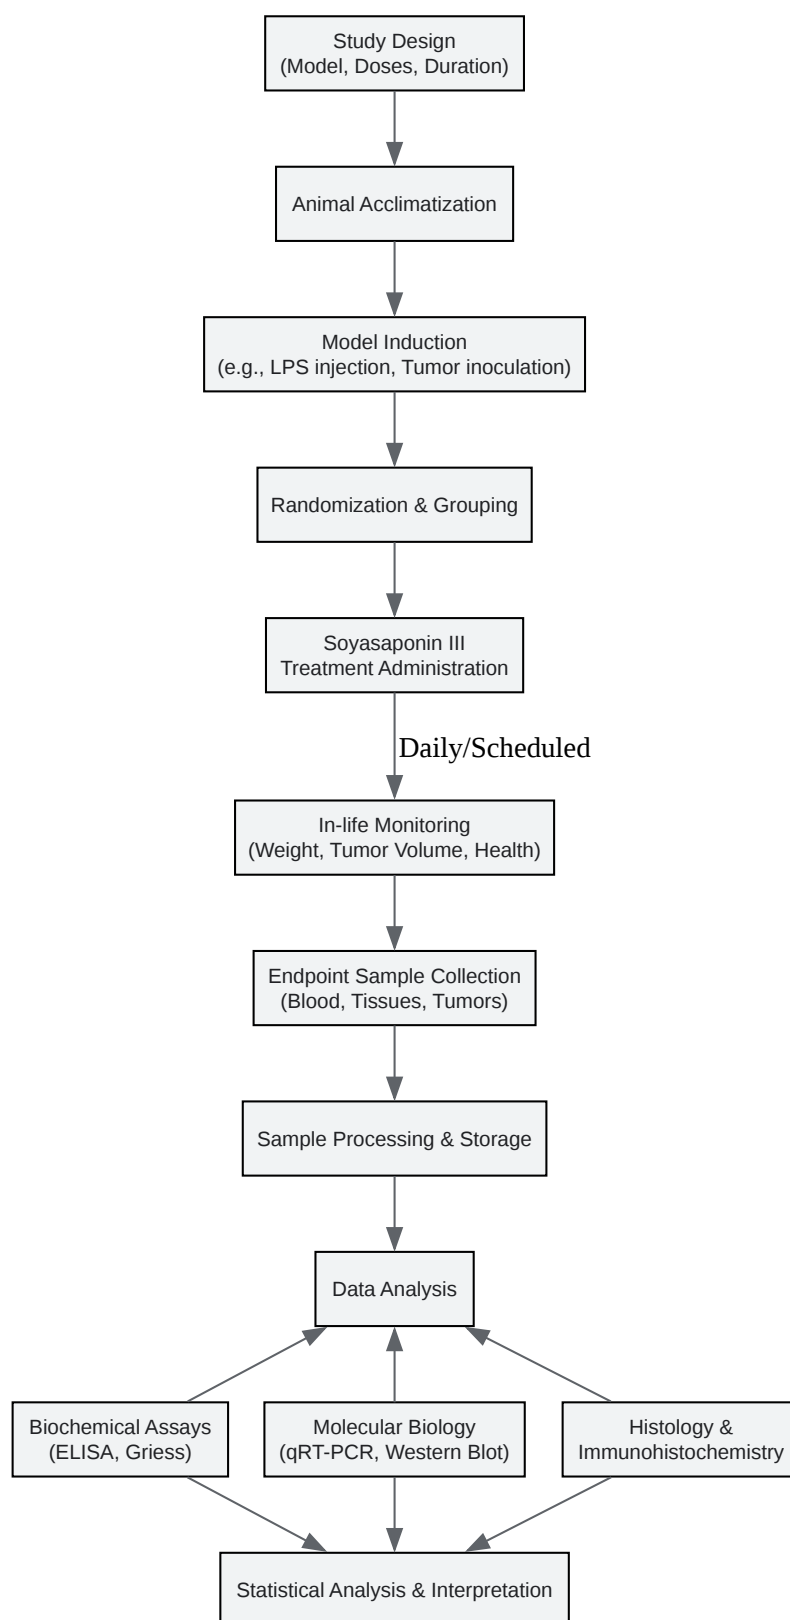 Study Design
(Model, Doses, Duration)
Animal Acclimatization
Model Induction
(e.g., LPS injection, Tumor inoculation)
Randomization & Grouping
Soyasaponin III
Treatment Administration
Daily/Scheduled
In-life Monitoring
(Weight, Tumor Volume, Health)
Endpoint Sample Collection
(Blood, Tissues, Tumors)
Sample Processing & Storage
Data Analysis
Biochemical Assays
(ELISA, Griess)
Molecular Biology
(qRT-PCR, Western Blot)
Histology &
Immunohistochemistry
Statistical Analysis & Interpretation